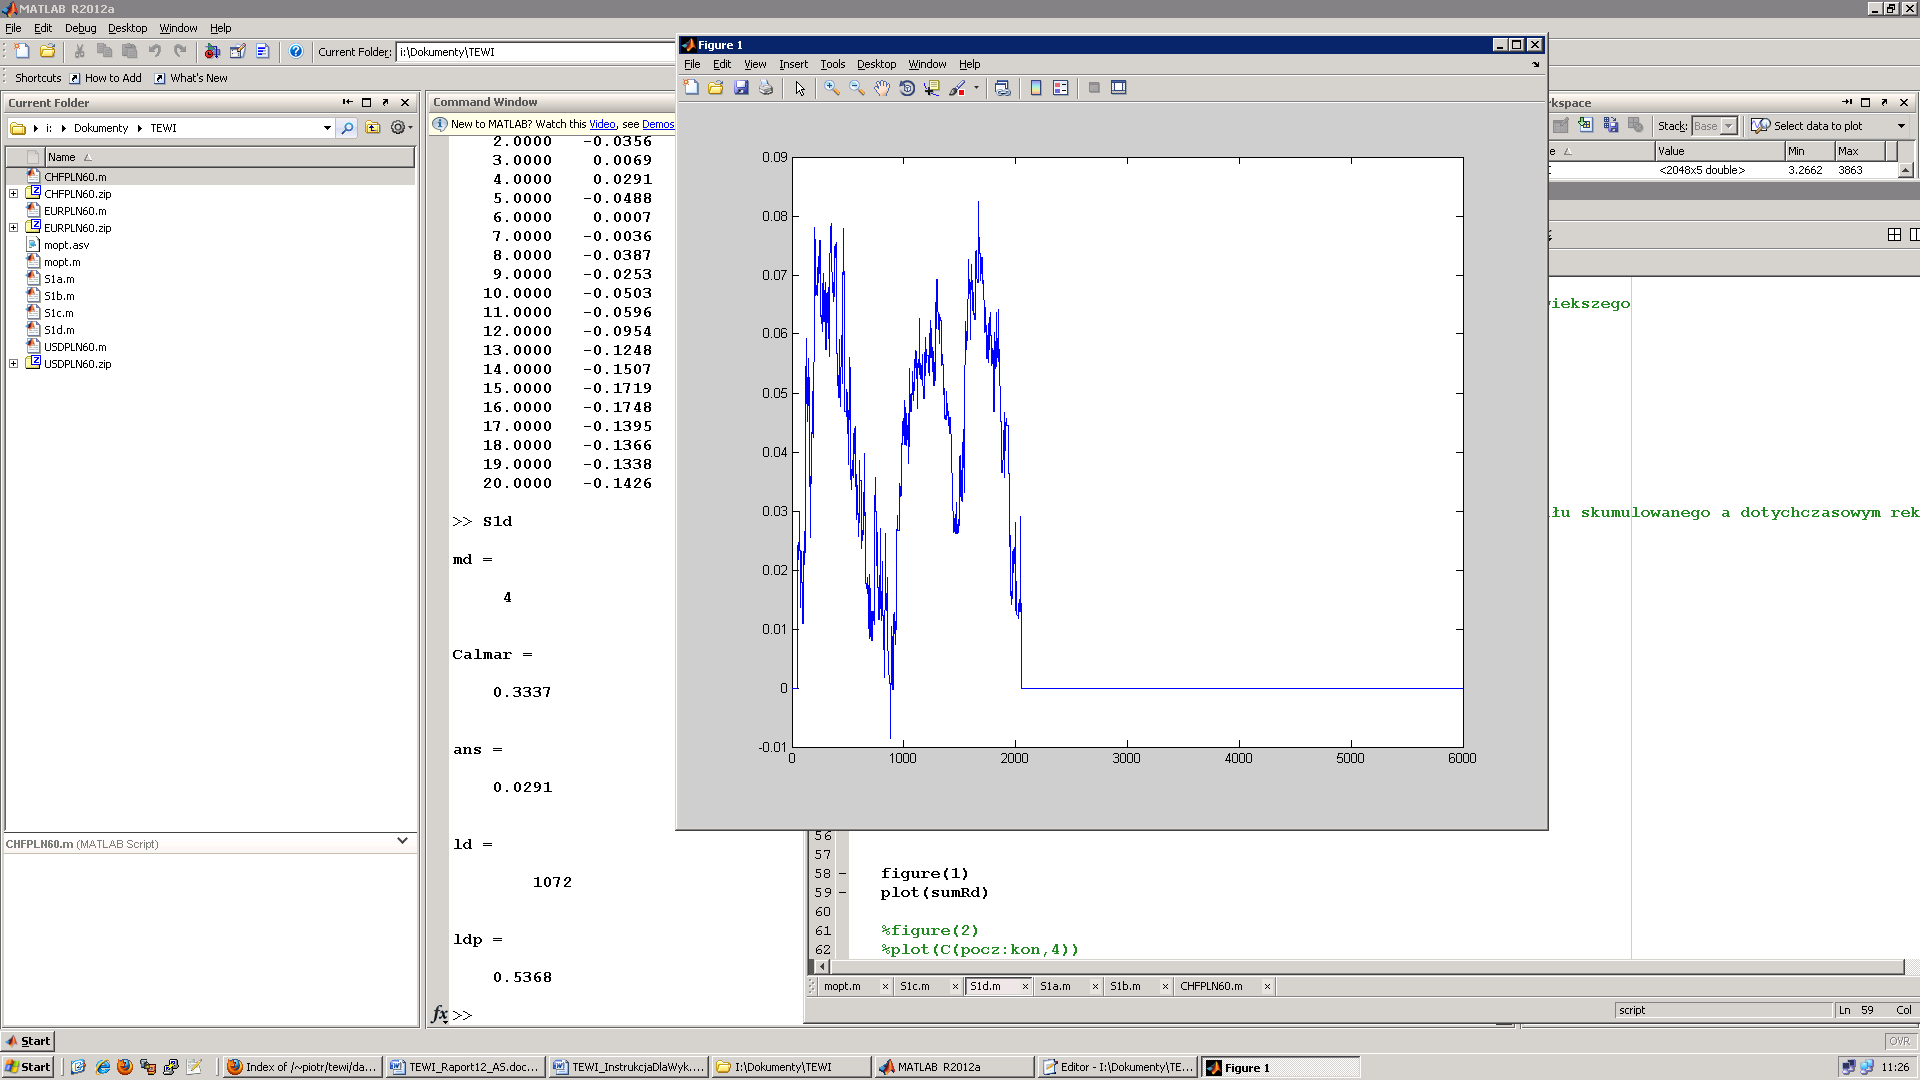 MATLAB R2012a
File Edit Debug Desktop Window Help
Current Folder: i:\Dokumenty\TEWI
Shortcuts How to Add What's New
Current Folder
i: Dokumenty TEWI
Name
CHFPLN60.m
CHFPLN60.zip
EURPLN60.m
EURPLN60.zip
mopt.asv
mopt.m
S1a.m
S1b.m
S1c.m
S1d.m
USDPLN60.m
USDPLN60.zip
CHFPLN60.m (MATLAB Script)
Command Window
New to MATLAB? Watch this Video, see Demos
2.0000 -0.0356
3.0000 0.0069
4.0000 0.0291
5.0000 -0.0488
6.0000 0.0007
7.0000 -0.0036
8.0000 -0.0387
9.0000 -0.0253
10.0000 -0.0503
11.0000 -0.0596
12.0000 -0.0954
13.0000 -0.1248
14.0000 -0.1507
15.0000 -0.1719
16.0000 -0.1748
17.0000 -0.1395
18.0000 -0.1366
19.0000 -0.1338
20.0000 -0.1426
>> S1d
md =
4
Calmar =
0.3337
ans =
0.0291
ld =
1072
ldp =
0.5368
fx >>
Figure 1
File Edit View Insert Tools Desktop Window Help
0.09
0.08
0.07
0.06
0.05
0.04
0.03
0.02
0.01
0
-0.01
0 1000 2000 3000 4000 5000 6000
kspace
Stack: Base Select data to plot
Value Min Max
<2048x5 double> 3.2662 3863
iekszego
łu skumulowanego a dotychczasowym rek
56
57
58 – figure(1)
59 – plot(sumRd)
60
61 %figure(2)
62 %plot(C(pocz:kon,4))
mopt.m S1c.m S1d.m S1a.m S1b.m CHFPLN60.m
script Ln 59 Col
Start OVR
Start Index of /~piotr/tewi/da... TEWI_Raport12_AS.doc... TEWI_InstrukcjaDlaWyk... I:\Dokumenty\TEWI MATLAB R2012a Editor - I:\Dokumenty\TE... Figure 1 11:26